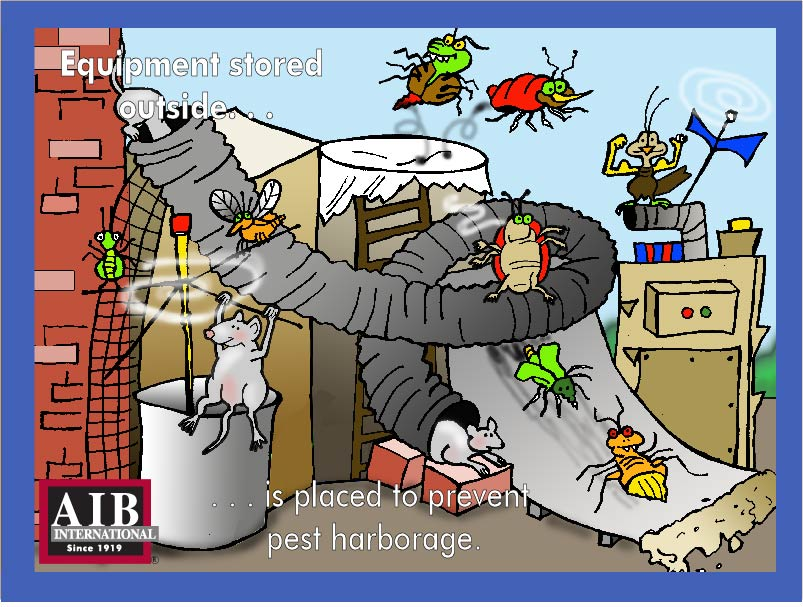 Equipment stored
outside. . .
. . . is placed to prevent
pest harborage.
AIB
INTERNATIONAL
Since 1919
®